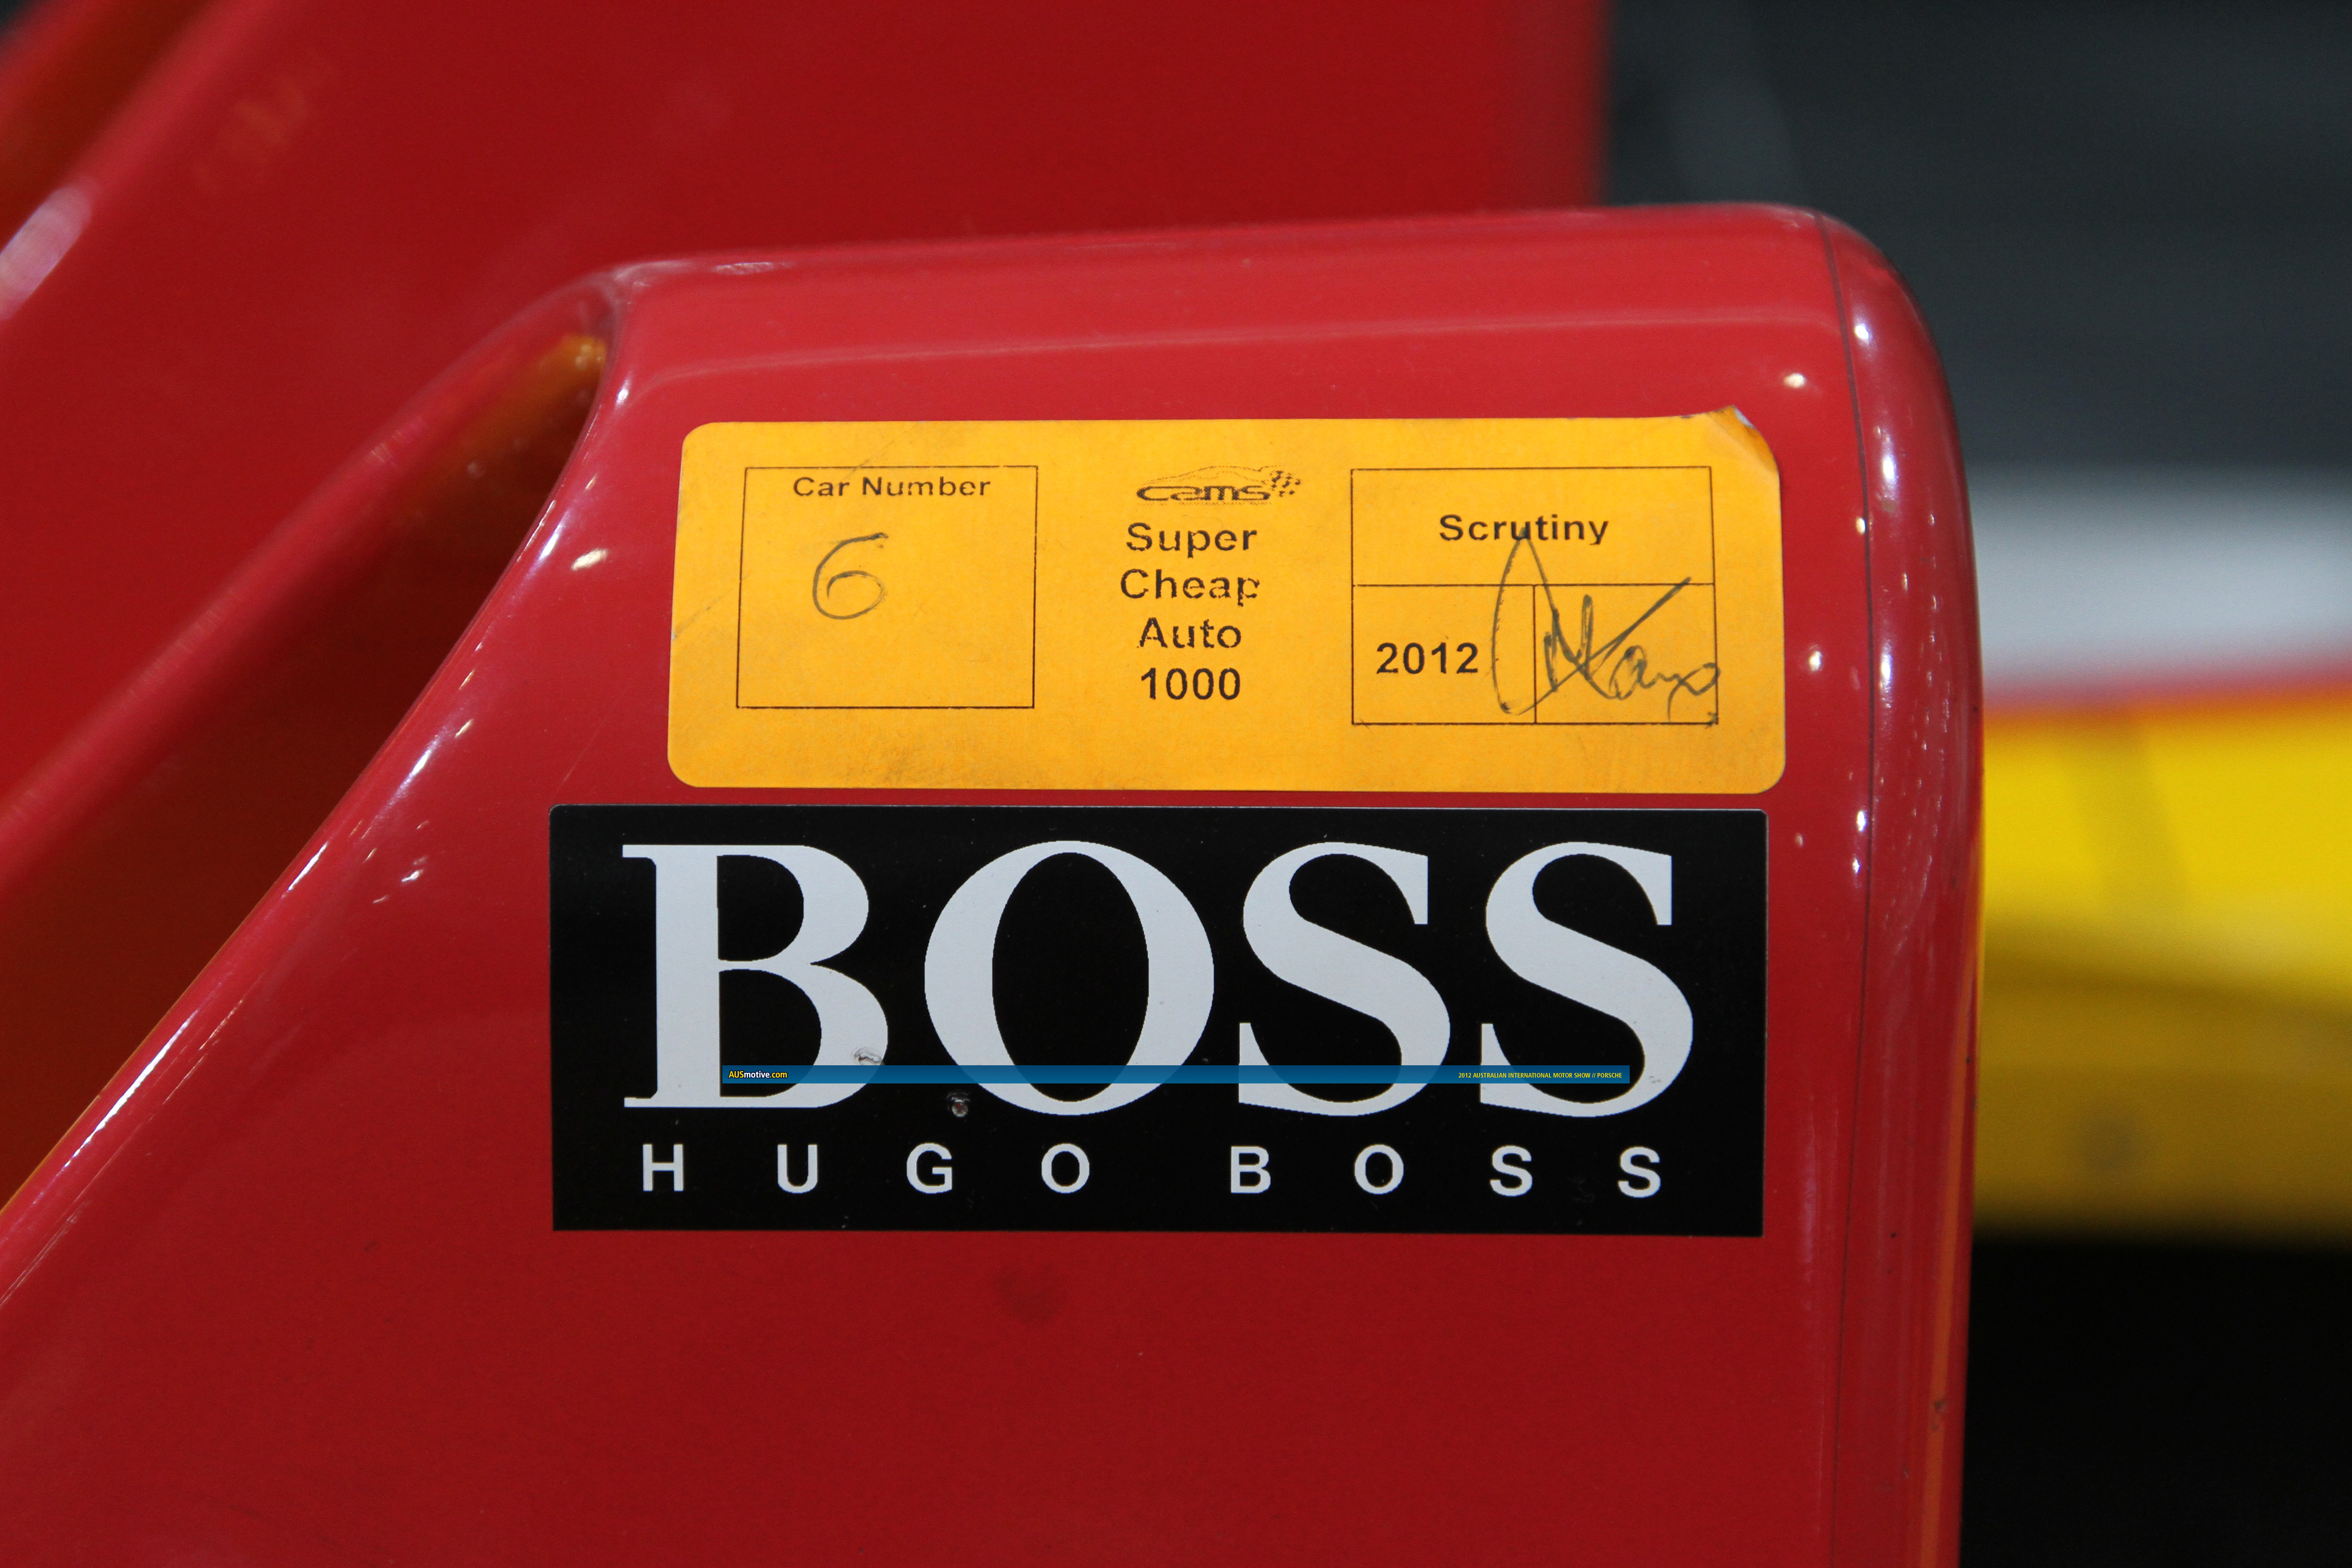 Car Number
6
cams
Super
Cheap
Auto
1000
Scrutiny
2012
BOSS
AUSmotive.com
2012 AUSTRALIAN INTERNATIONAL MOTOR SHOW // PORSCHE
HUGO BOSS